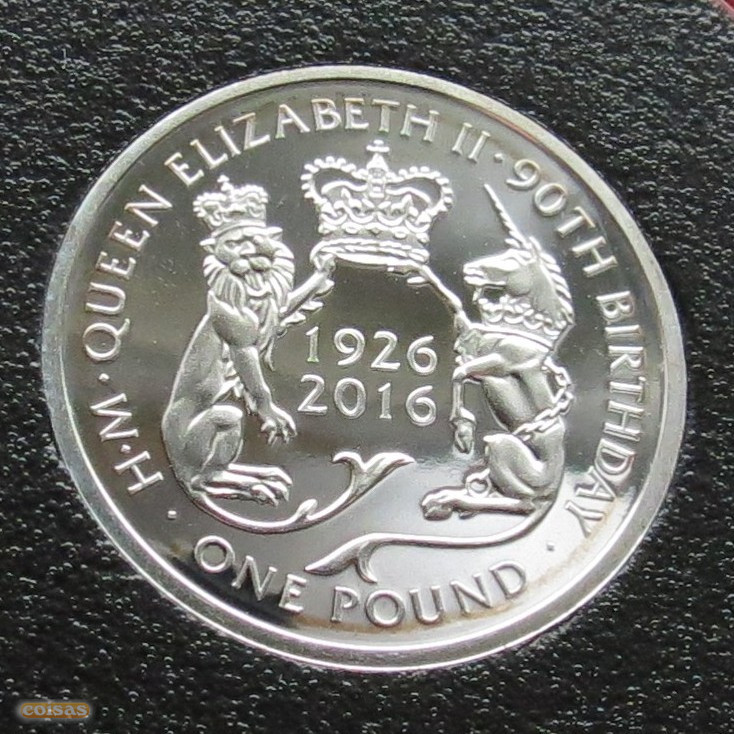 H·M·QUEEN ELIZABETH II·90TH BIRTHDAY
1926
2016
· ONE POUND ·
coisas